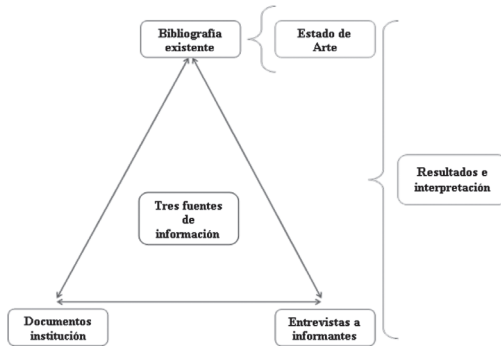 Bibliografía
existente
Estado de
Arte
Resultados e
interpretación
Tres fuentes
de
información
Documentos
institución
Entrevistas a
informantes